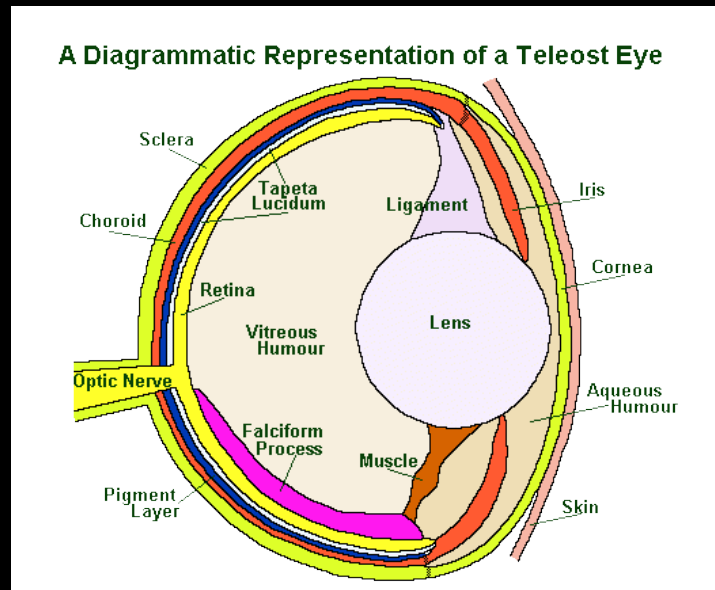 A Diagrammatic Representation of a Teleost Eye
Sclera
Tapeta
Lucidum
Choroid
Ligament
Iris
Cornea
Retina
Lens
Vitreous
Humour
Optic Nerve
Aqueous
Humour
Falciform
Process
Muscle
Pigment
Layer
Skin